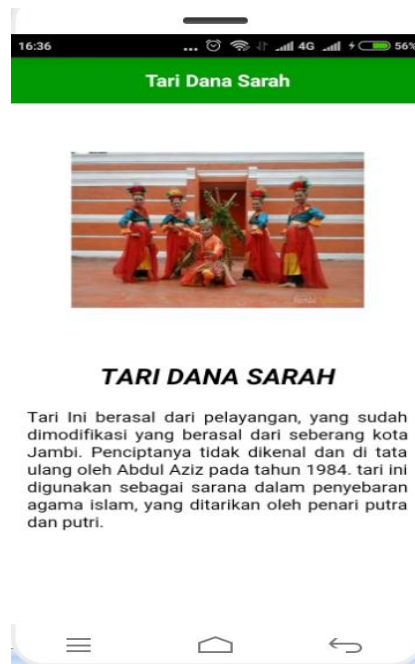 16:36
... 4G 56%
Tari Dana Sarah
TARI DANA SARAH
Tari Ini berasal dari pelayangan, yang sudah
dimodifikasi yang berasal dari seberang kota
Jambi. Penciptanya tidak dikenal dan di tata
ulang oleh Abdul Aziz pada tahun 1984. tari ini
digunakan sebagai sarana dalam penyebaran
agama islam, yang ditarikan oleh penari putra
dan putri.